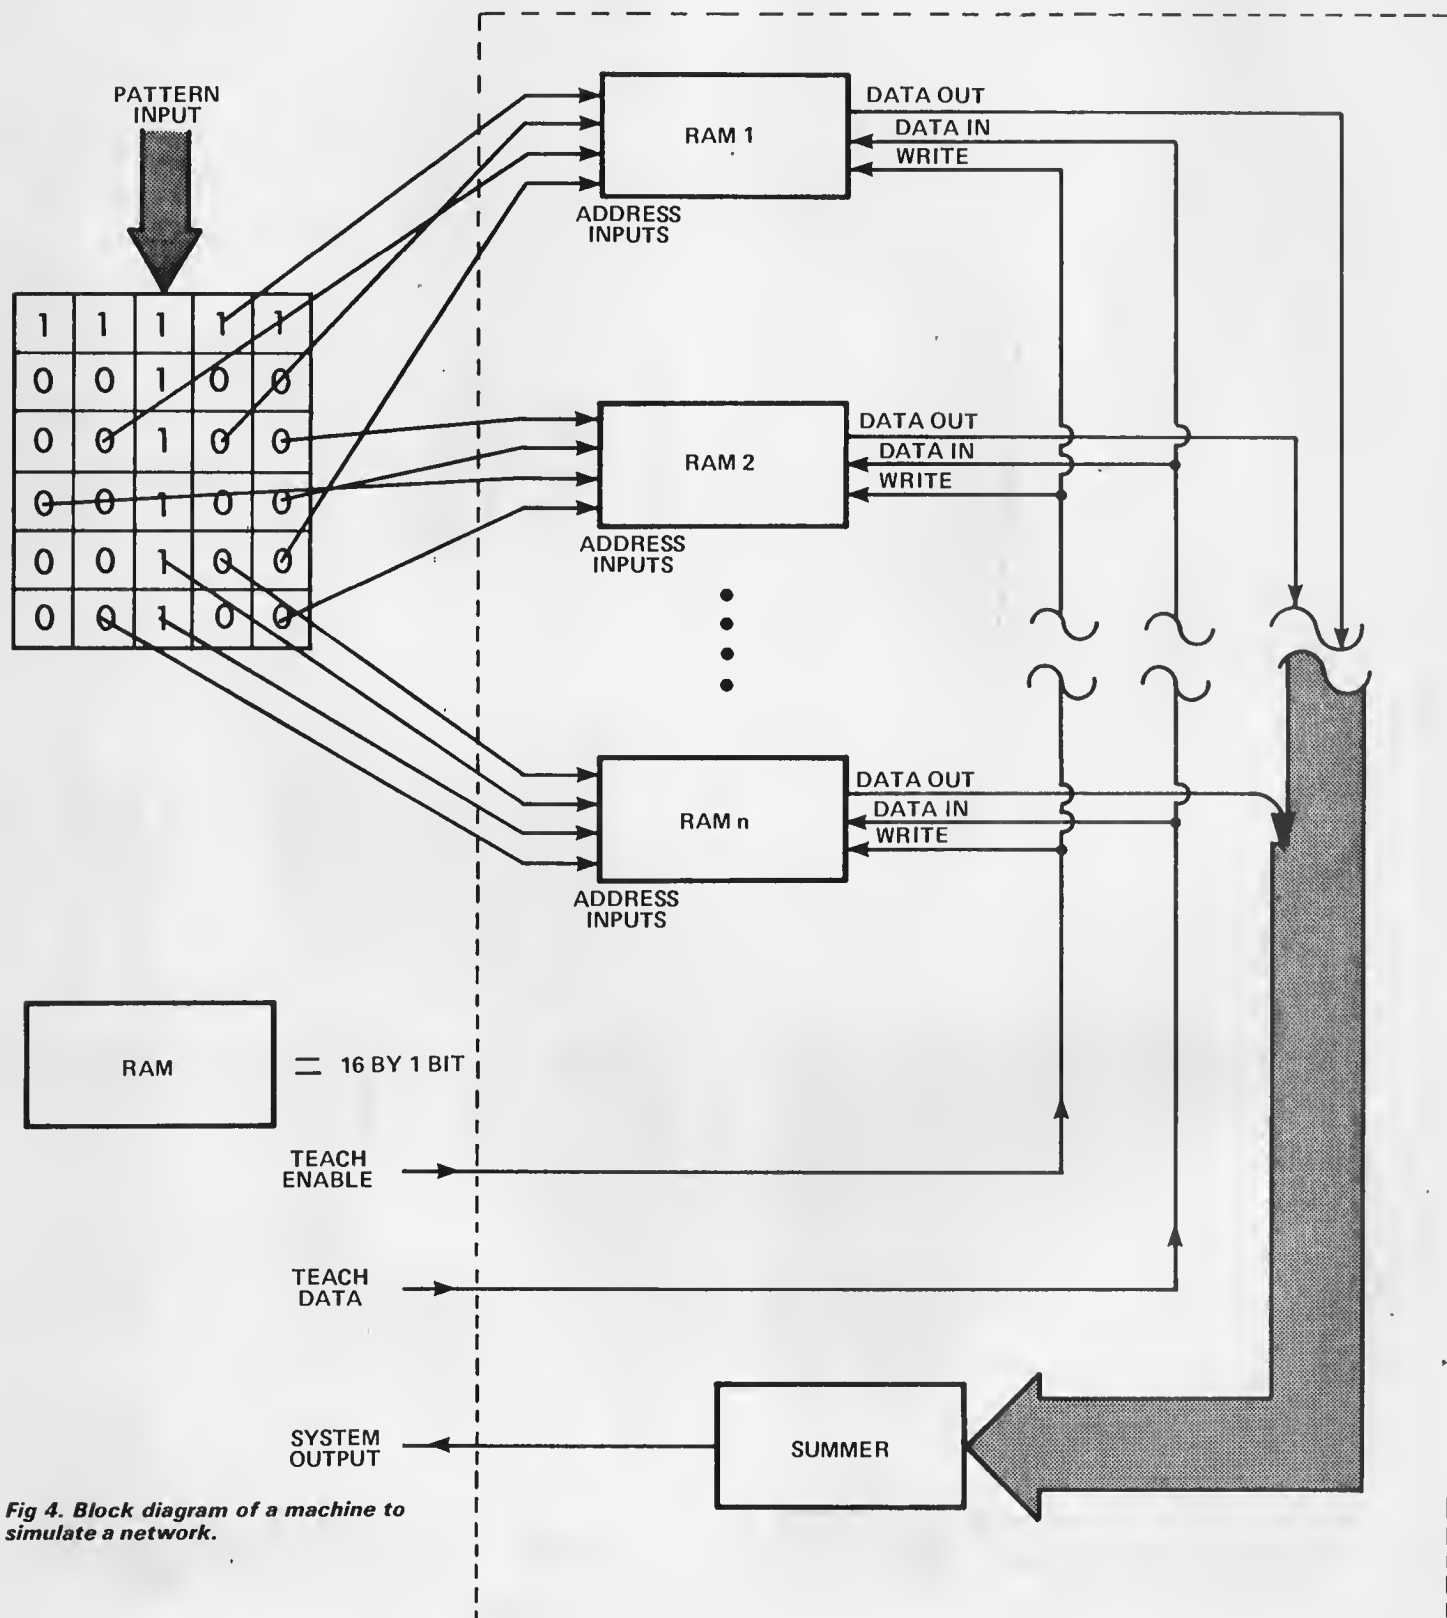 PATTERN
INPUT
1 1 1 1 1
0 0 1 0 0
0 0 1 0 0
0 0 1 0 0
0 0 1 0 0
0 0 1 0 0
RAM 1
DATA OUT
DATA IN
WRITE
ADDRESS
INPUTS
RAM 2
DATA OUT
DATA IN
WRITE
ADDRESS
INPUTS
RAM n
DATA OUT
DATA IN
WRITE
ADDRESS
INPUTS
RAM = 16 BY 1 BIT
TEACH
ENABLE
TEACH
DATA
SYSTEM
OUTPUT
SUMMER
Fig 4. Block diagram of a machine to
simulate a network.